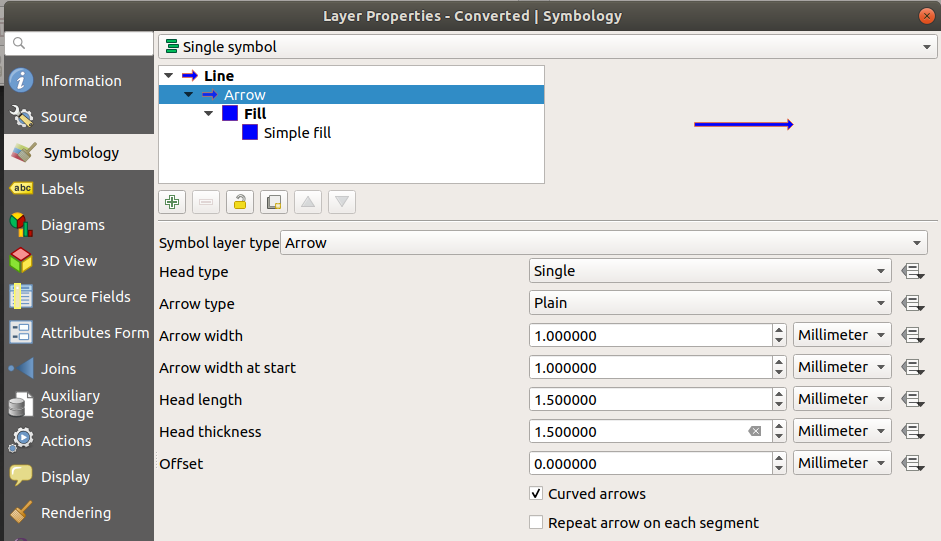 Layer Properties - Converted | Symbology
Single symbol
Information
Source
Symbology
abc Labels
Diagrams
3D View
Source Fields
Attributes Form
Joins
Auxiliary
Storage
Actions
Display
Rendering
Line
Arrow
Fill
Simple fill
Symbol layer type Arrow
Head type Single
Arrow type Plain
Arrow width 1.000000 Millimeter
Arrow width at start 1.000000 Millimeter
Head length 1.500000 Millimeter
Head thickness 1.500000 Millimeter
Offset 0.000000 Millimeter
Curved arrows
Repeat arrow on each segment